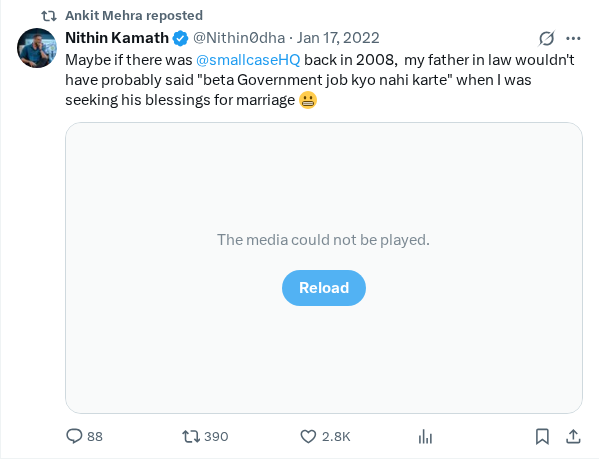 Ankit Mehra reposted
Nithin Kamath @Nithin0dha · Jan 17, 2022
Maybe if there was @smallcaseHQ back in 2008,  my father in law wouldn't
have probably said "beta Government job kyo nahi karte" when I was
seeking his blessings for marriage 😬
The media could not be played.
Reload
88 390 2.8K